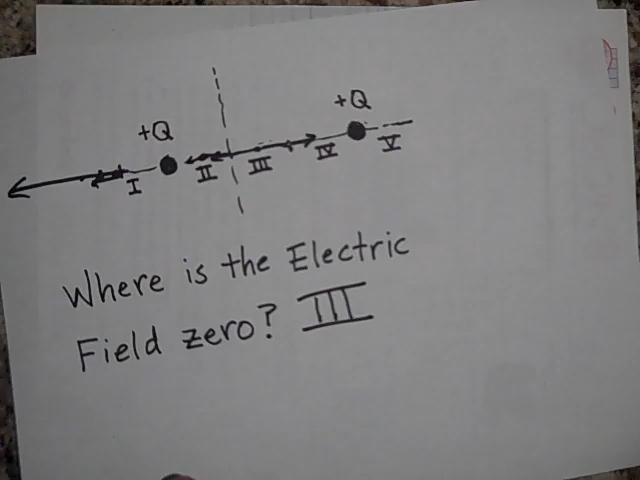 +Q
+Q
I II III IV V
Where is the Electric
Field zero? III